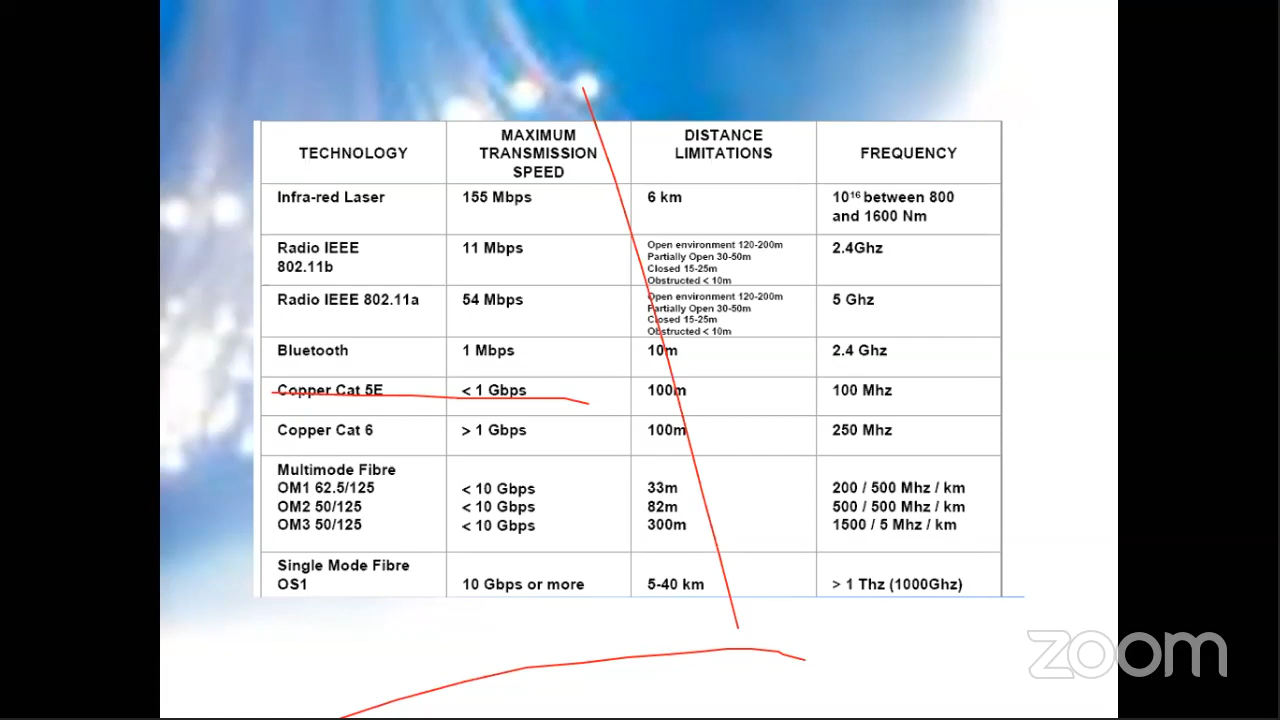 TECHNOLOGY
MAXIMUM
TRANSMISSION
SPEED
DISTANCE
LIMITATIONS
FREQUENCY
Infra-red Laser
155 Mbps
6 km
10¹⁶ between 800
and 1600 Nm
Radio IEEE
802.11b
11 Mbps
Open environment 120-200m
Partially Open 30-50m
Closed 15-25m
Obstructed < 10m
2.4Ghz
Radio IEEE 802.11a
54 Mbps
Open environment 120-200m
Partially Open 30-50m
Closed 15-25m
Obstructed < 10m
5 Ghz
Bluetooth
1 Mbps
10m
2.4 Ghz
Copper Cat 5E
< 1 Gbps
100m
100 Mhz
Copper Cat 6
> 1 Gbps
100m
250 Mhz
Multimode Fibre
OM1 62.5/125
< 10 Gbps
33m
200 / 500 Mhz / km
OM2 50/125
< 10 Gbps
82m
500 / 500 Mhz / km
OM3 50/125
< 10 Gbps
300m
1500 / 5 Mhz / km
Single Mode Fibre
OS1
10 Gbps or more
5-40 km
> 1 Thz (1000Ghz)
zoom